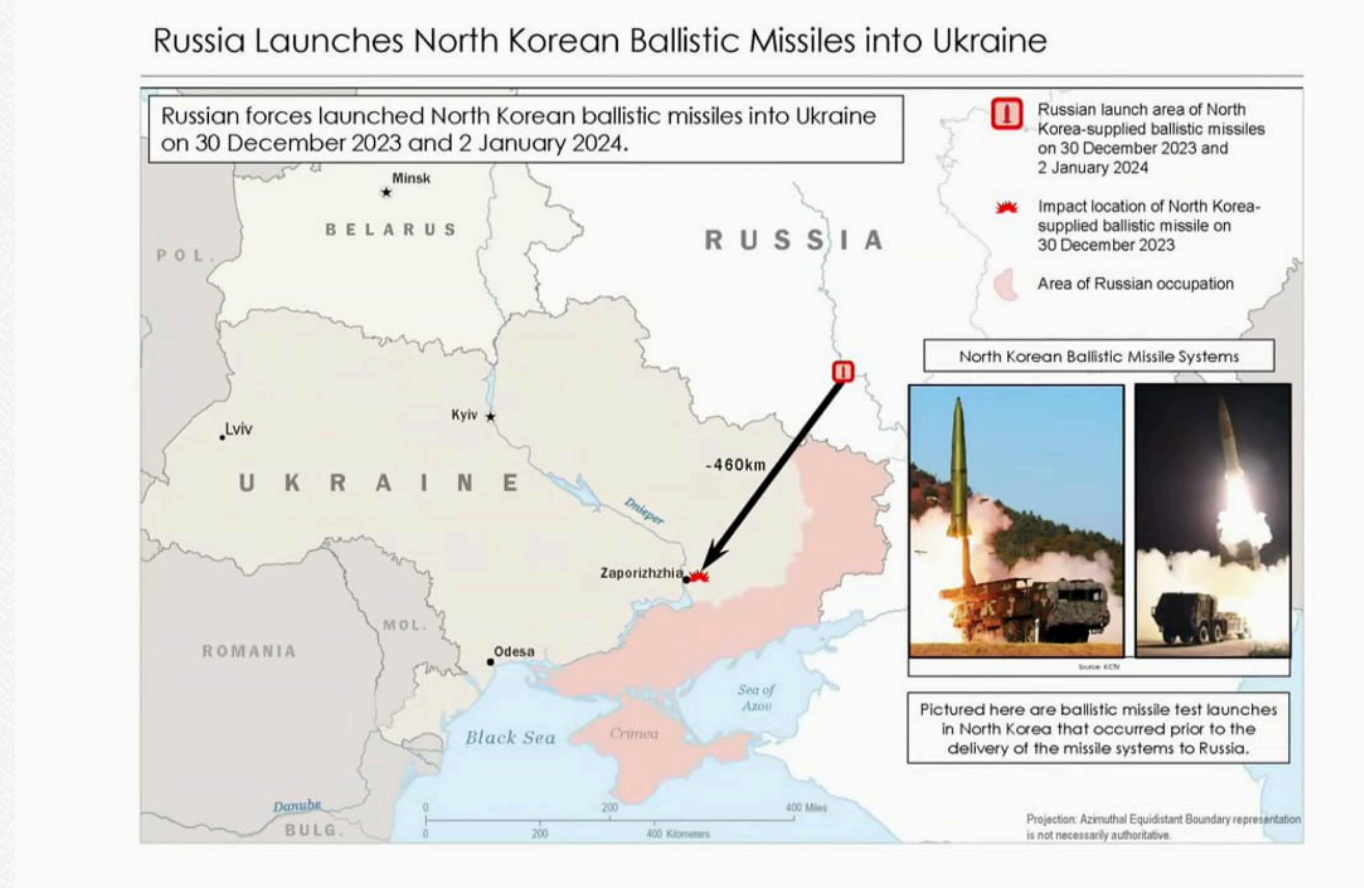 Russia Launches North Korean Ballistic Missiles into Ukraine
Russian forces launched North Korean ballistic missiles into Ukraine
on 30 December 2023 and 2 January 2024.
Russian launch area of North
Korea-supplied ballistic missiles
on 30 December 2023 and
2 January 2024
Impact location of North Korea-
supplied ballistic missile on
30 December 2023
Area of Russian occupation
Minsk
BELARUS
POL.
RUSSIA
North Korean Ballistic Missile Systems
Kyiv
Lviv
~460km
UKRAINE
Dnieper
Zaporizhzhia
MOL.
ROMANIA
Odesa
Source: KCTV
Sea of
Azov
Crimea
Black Sea
Pictured here are ballistic missile test launches
in North Korea that occurred prior to the
delivery of the missile systems to Russia.
Danube
BULG.
0 200 400 Miles
0 200 400 Kilometers
Projection: Azimuthal Equidistant Boundary representation
is not necessarily authoritative.